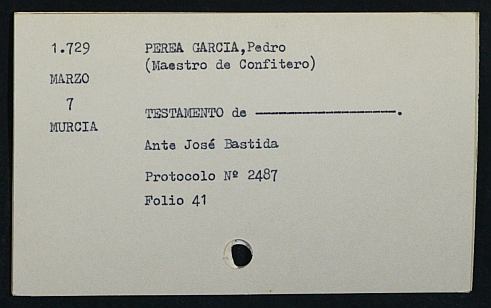 1.729
MARZO
7
MURCIA
PEREA GARCIA,Pedro
(Maestro de Confitero)
TESTAMENTO de ————————.
Ante José Bastida
Protocolo Nº 2487
Folio 41